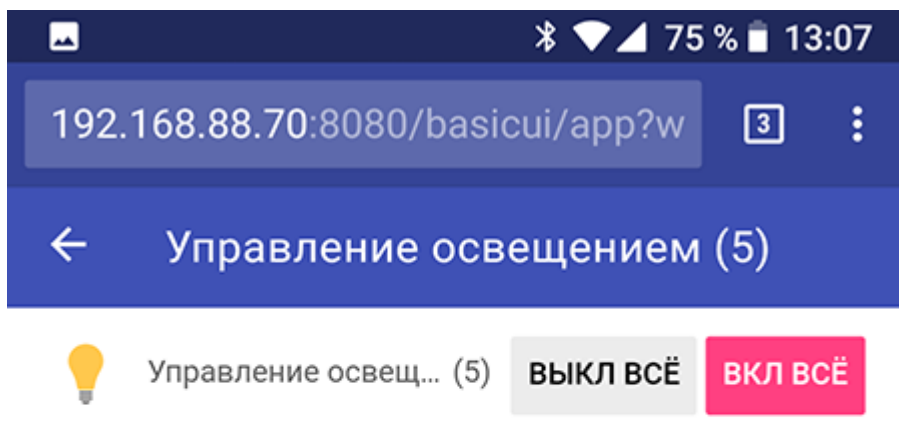 75 % 13:07
192.168.88.70:8080/basicui/app?w 3
Управление освещением (5)
Управление освещ... (5) ВЫКЛ ВСЁ ВКЛ ВСЁ